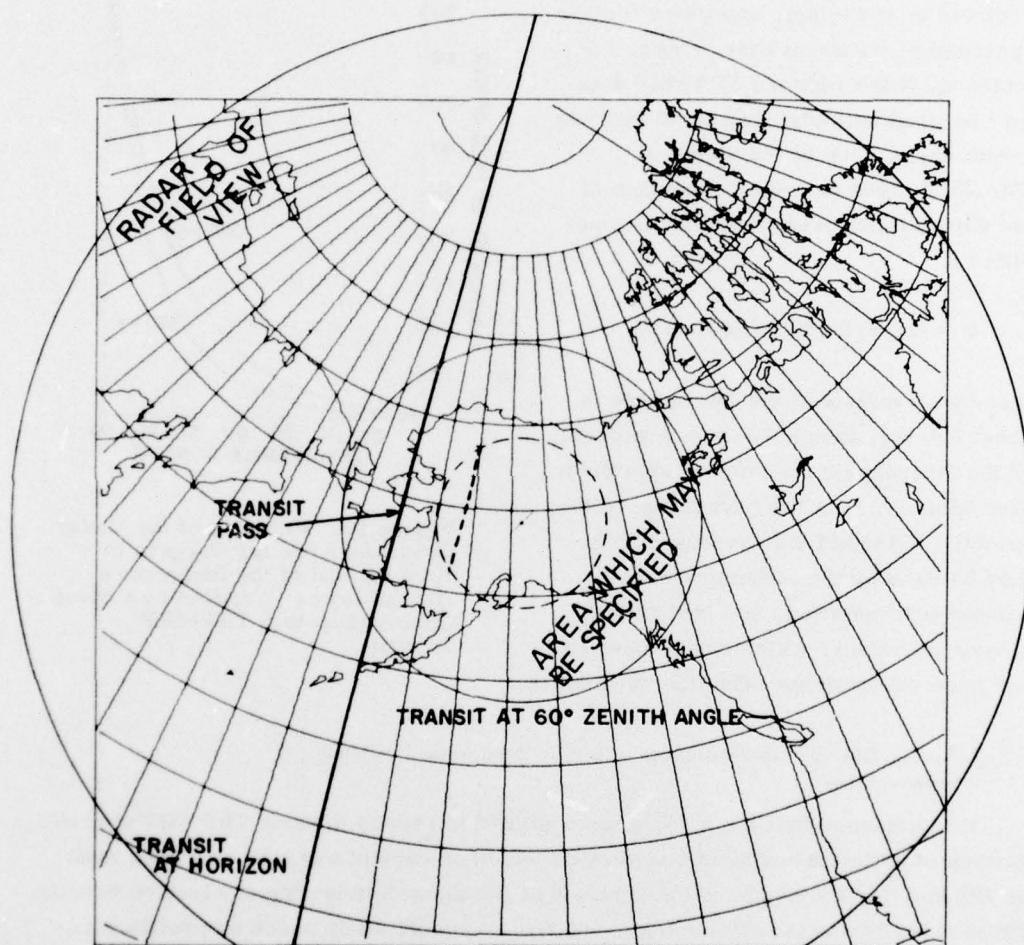 RADAR OF
FIELD OF
VIEW
TRANSIT
PASS
AREA WHICH MAY
BE SPECIFIED
TRANSIT AT 60° ZENITH ANGLE
TRANSIT
AT HORIZON